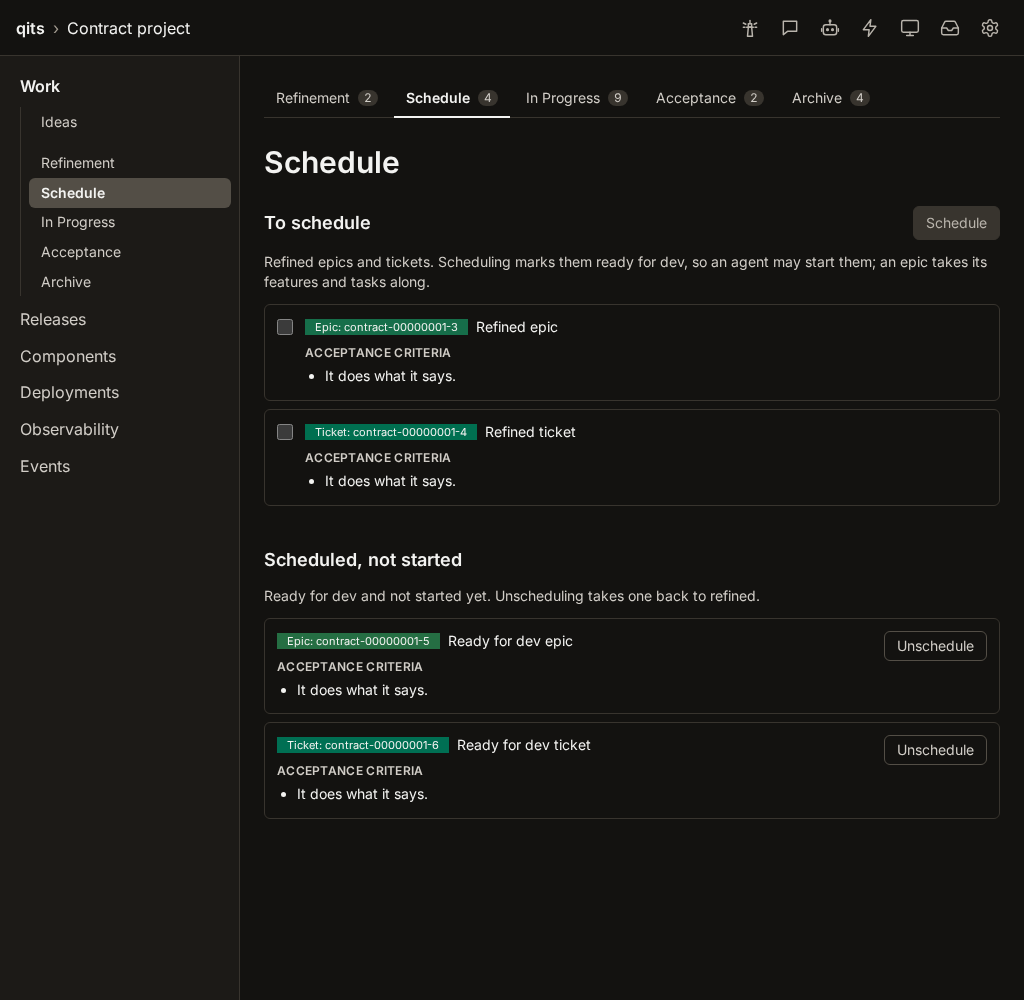 qits › Contract project
Work
Ideas
Refinement
Schedule
In Progress
Acceptance
Archive
Releases
Components
Deployments
Observability
Events
Refinement 2 Schedule 4 In Progress 9 Acceptance 2 Archive 4
Schedule
To schedule Schedule
Refined epics and tickets. Scheduling marks them ready for dev, so an agent may start them; an epic takes its
features and tasks along.
Epic: contract-00000001-3 Refined epic
ACCEPTANCE CRITERIA
• It does what it says.
Ticket: contract-00000001-4 Refined ticket
ACCEPTANCE CRITERIA
• It does what it says.
Scheduled, not started
Ready for dev and not started yet. Unscheduling takes one back to refined.
Epic: contract-00000001-5 Ready for dev epic Unschedule
ACCEPTANCE CRITERIA
• It does what it says.
Ticket: contract-00000001-6 Ready for dev ticket Unschedule
ACCEPTANCE CRITERIA
• It does what it says.